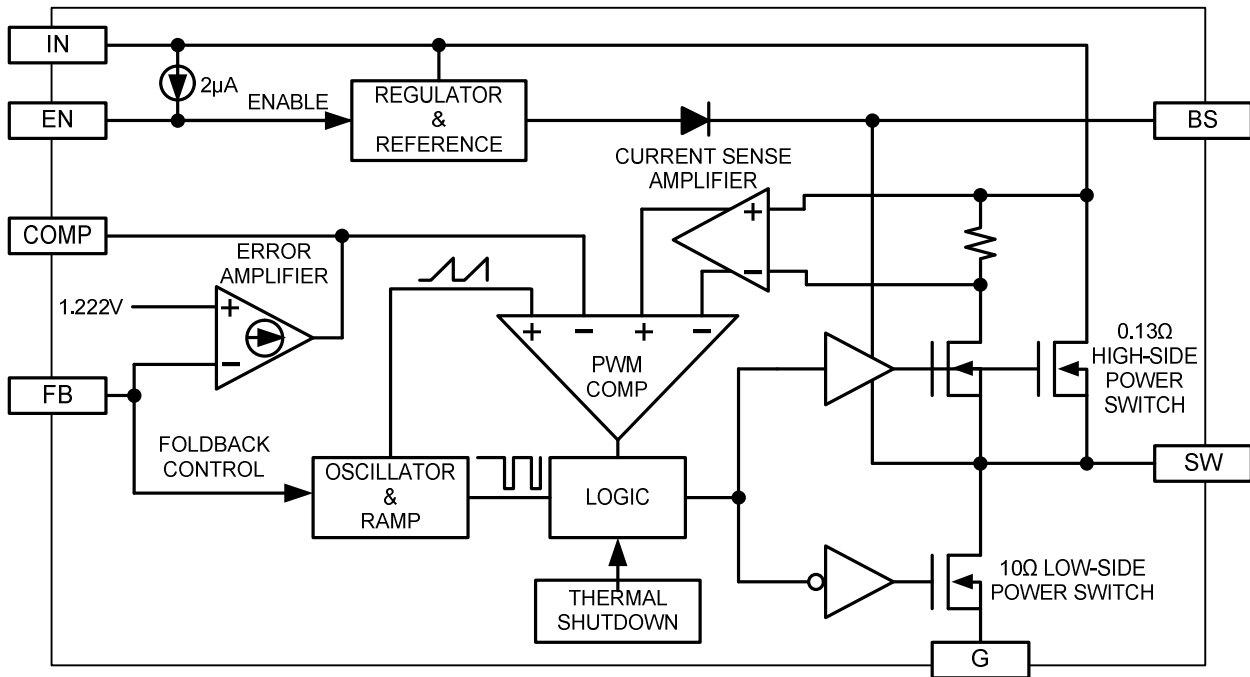 IN
2µA
EN
ENABLE
REGULATOR
&
REFERENCE
BS
CURRENT SENSE
AMPLIFIER
+
−
COMP
ERROR
AMPLIFIER
1.222V
+
−
+
−
+
−
PWM
COMP
0.13Ω
HIGH-SIDE
POWER
SWITCH
FB
FOLDBACK
CONTROL
OSCILLATOR
&
RAMP
LOGIC
SW
THERMAL
SHUTDOWN
10Ω LOW-SIDE
POWER SWITCH
G